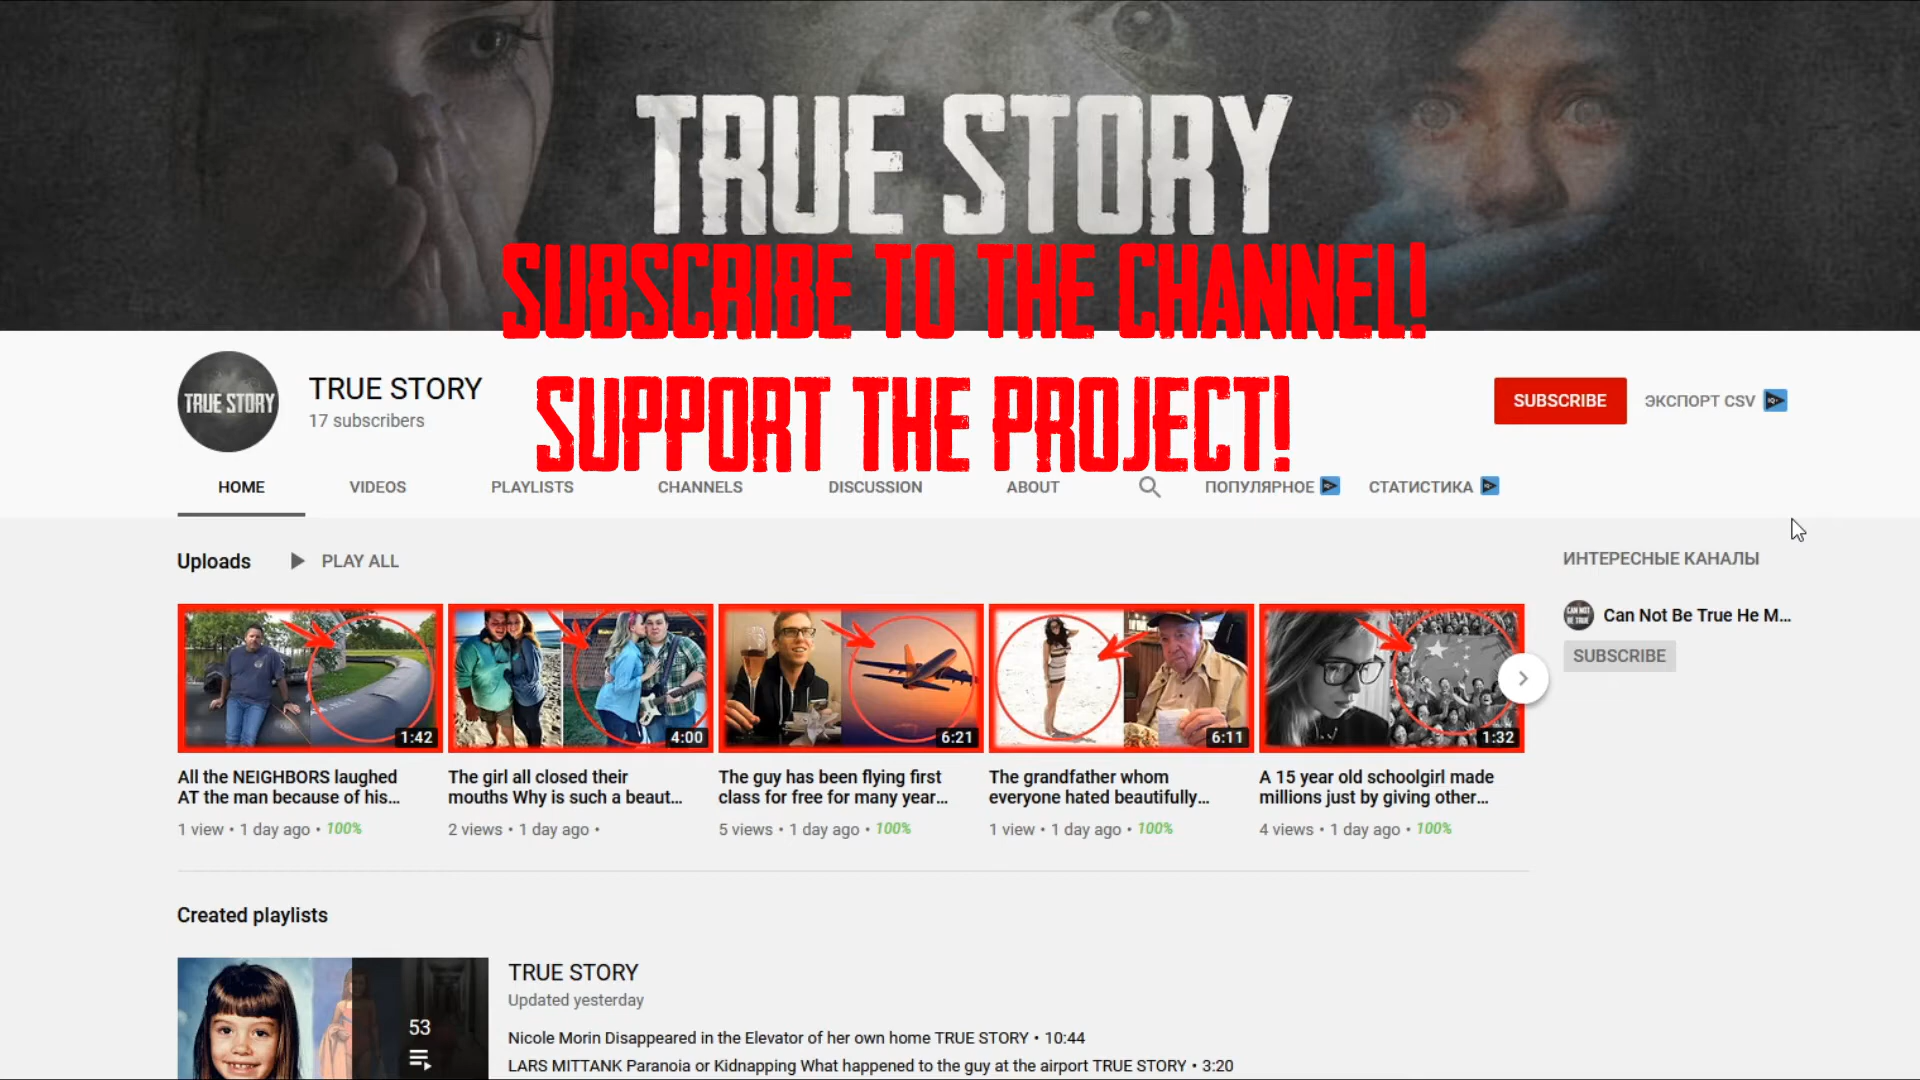 TRUE STORY
SUBSCRIBE TO THE CHANNEL!
TRUE STORY
TRUE STORY
17 subscribers
SUPPORT THE PROJECT!
SUBSCRIBE
ЭКСПОРТ CSV
HOME
VIDEOS
PLAYLISTS
CHANNELS
DISCUSSION
ABOUT
ПОПУЛЯРНОЕ
СТАТИСТИКА
Uploads
PLAY ALL
ИНТЕРЕСНЫЕ КАНАЛЫ
CAN NOT
BE TRUE
Can Not Be True He M...
SUBSCRIBE
1:42
4:00
6:21
6:11
1:32
All the NEIGHBORS laughed
AT the man because of his...
1 view • 1 day ago • 100%
The girl all closed their
mouths Why is such a beaut...
2 views • 1 day ago •
The guy has been flying first
class for free for many year...
5 views • 1 day ago • 100%
The grandfather whom
everyone hated beautifully...
1 view • 1 day ago • 100%
A 15 year old schoolgirl made
millions just by giving other...
4 views • 1 day ago • 100%
Created playlists
53
TRUE STORY
Updated yesterday
Nicole Morin Disappeared in the Elevator of her own home TRUE STORY • 10:44
LARS MITTANK Paranoia or Kidnapping What happened to the guy at the airport TRUE STORY • 3:20